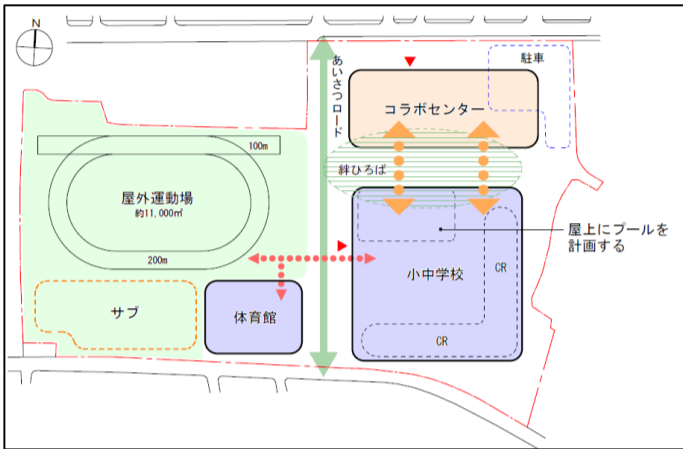 N
あいさつロード
駐車
コラボセンター
100m
絆ひろば
屋外運動場
約11,000㎡
屋上にプールを
計画する
200m
小中学校
CR
サブ
体育館
CR